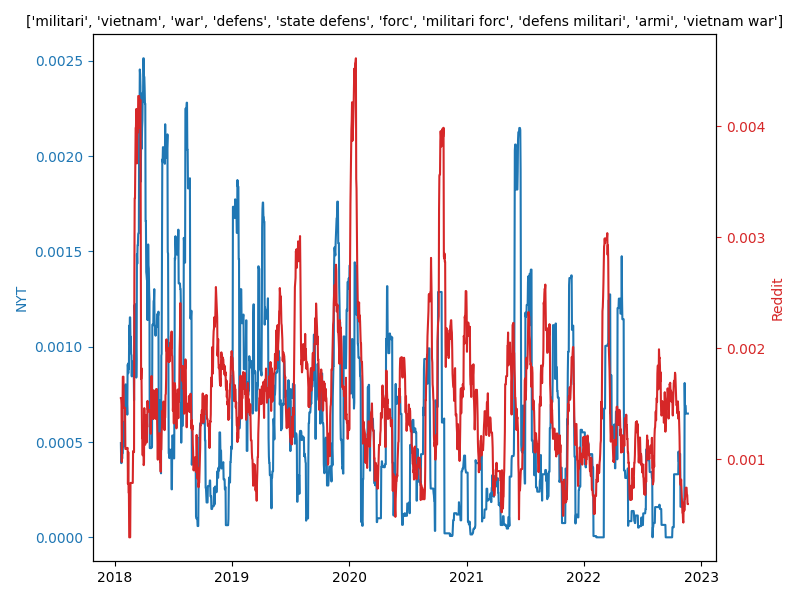 ['militari', 'vietnam', 'war', 'defens', 'state defens', 'forc', 'militari forc', 'defens militari', 'armi', 'vietnam war']
0.0025
0.0020
0.0015
0.0010
0.0005
0.0000
NYT
0.004
0.003
0.002
0.001
Reddit
2018 2019 2020 2021 2022 2023